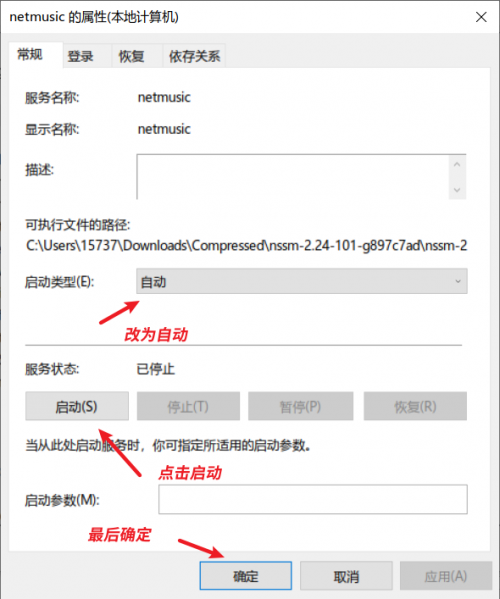 netmusic 的属性(本地计算机)
常规 登录 恢复 依存关系
服务名称: netmusic
显示名称: netmusic
描述:
可执行文件的路径:
C:\Users\15737\Downloads\Compressed\nssm-2.24-101-g897c7ad\nssm-2
启动类型(E): 自动
改为自动
服务状态: 已停止
启动(S) 停止(T) 暂停(P) 恢复(R)
当从此处启动服务时，你可指定所适用的启动参数。
点击启动
启动参数(M):
最后确定
确定 取消 应用(A)